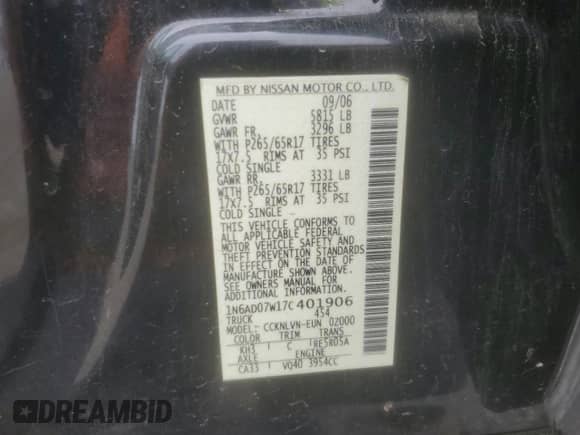 MFD BY NISSAN MOTOR CO., LTD.
DATE 09/06
GVWR 5815 LB
GAWR FR. 3296 LB
WITH P265/65R17 TIRES
17X7.5 RIMS AT 35 PSI
COLD SINGLE
GAWR RR. 3331 LB
WITH P265/65R17 TIRES
17X7.5 RIMS AT 35 PSI
COLD SINGLE
THIS VEHICLE CONFORMS TO
ALL APPLICABLE FEDERAL
MOTOR VEHICLE SAFETY AND
THEFT PREVENTION STANDARDS
IN EFFECT ON THE DATE OF
MANUFACTURE SHOWN ABOVE.
SEE OWNERS MANUAL FOR
ADDITIONAL INFORMATION.
1N6AD07W17C401906
TRUCK 4S4
MODEL: CCKNLVN-EUN 02000
COLOR TRIM TRANS
KH3 C RE5R05A
AXLE ENGINE
CA33 VQ40 3954CC
DREAMBID